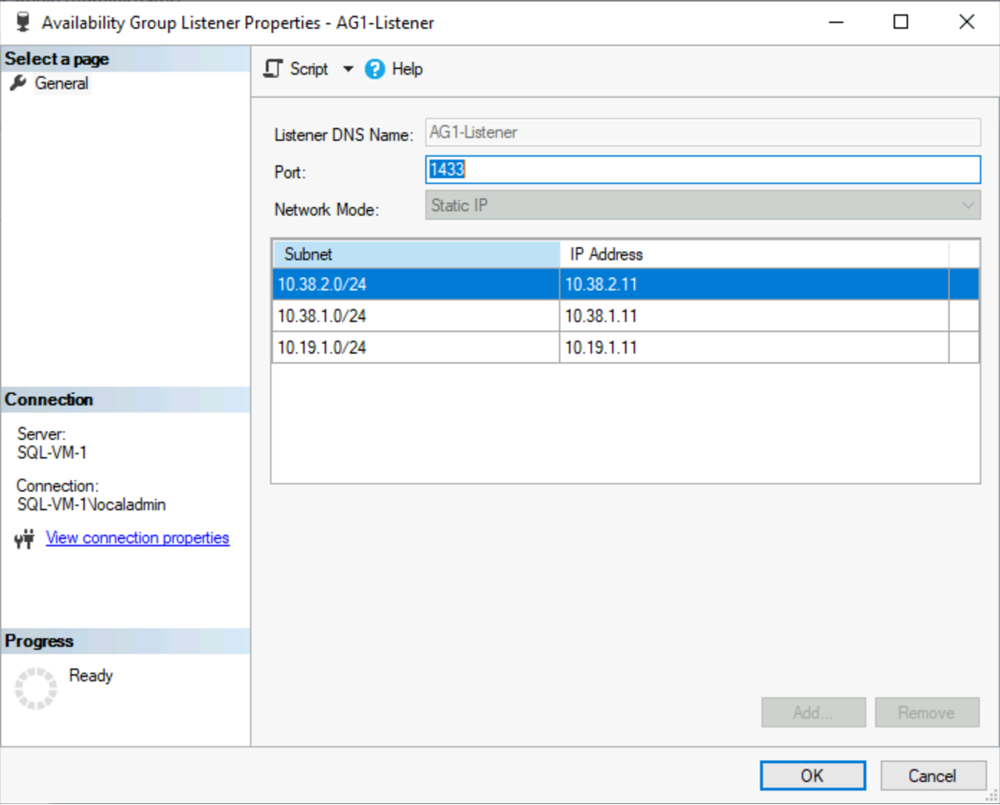 Availability Group Listener Properties - AG1-Listener
Select a page
General
Script
Help
Listener DNS Name: AG1-Listener
Port: 1433
Network Mode: Static IP
Subnet IP Address
10.38.2.0/24 10.38.2.11
10.38.1.0/24 10.38.1.11
10.19.1.0/24 10.19.1.11
Connection
Server:
SQL-VM-1
Connection:
SQL-VM-1\localadmin
View connection properties
Progress
Ready
Add...
Remove
OK
Cancel